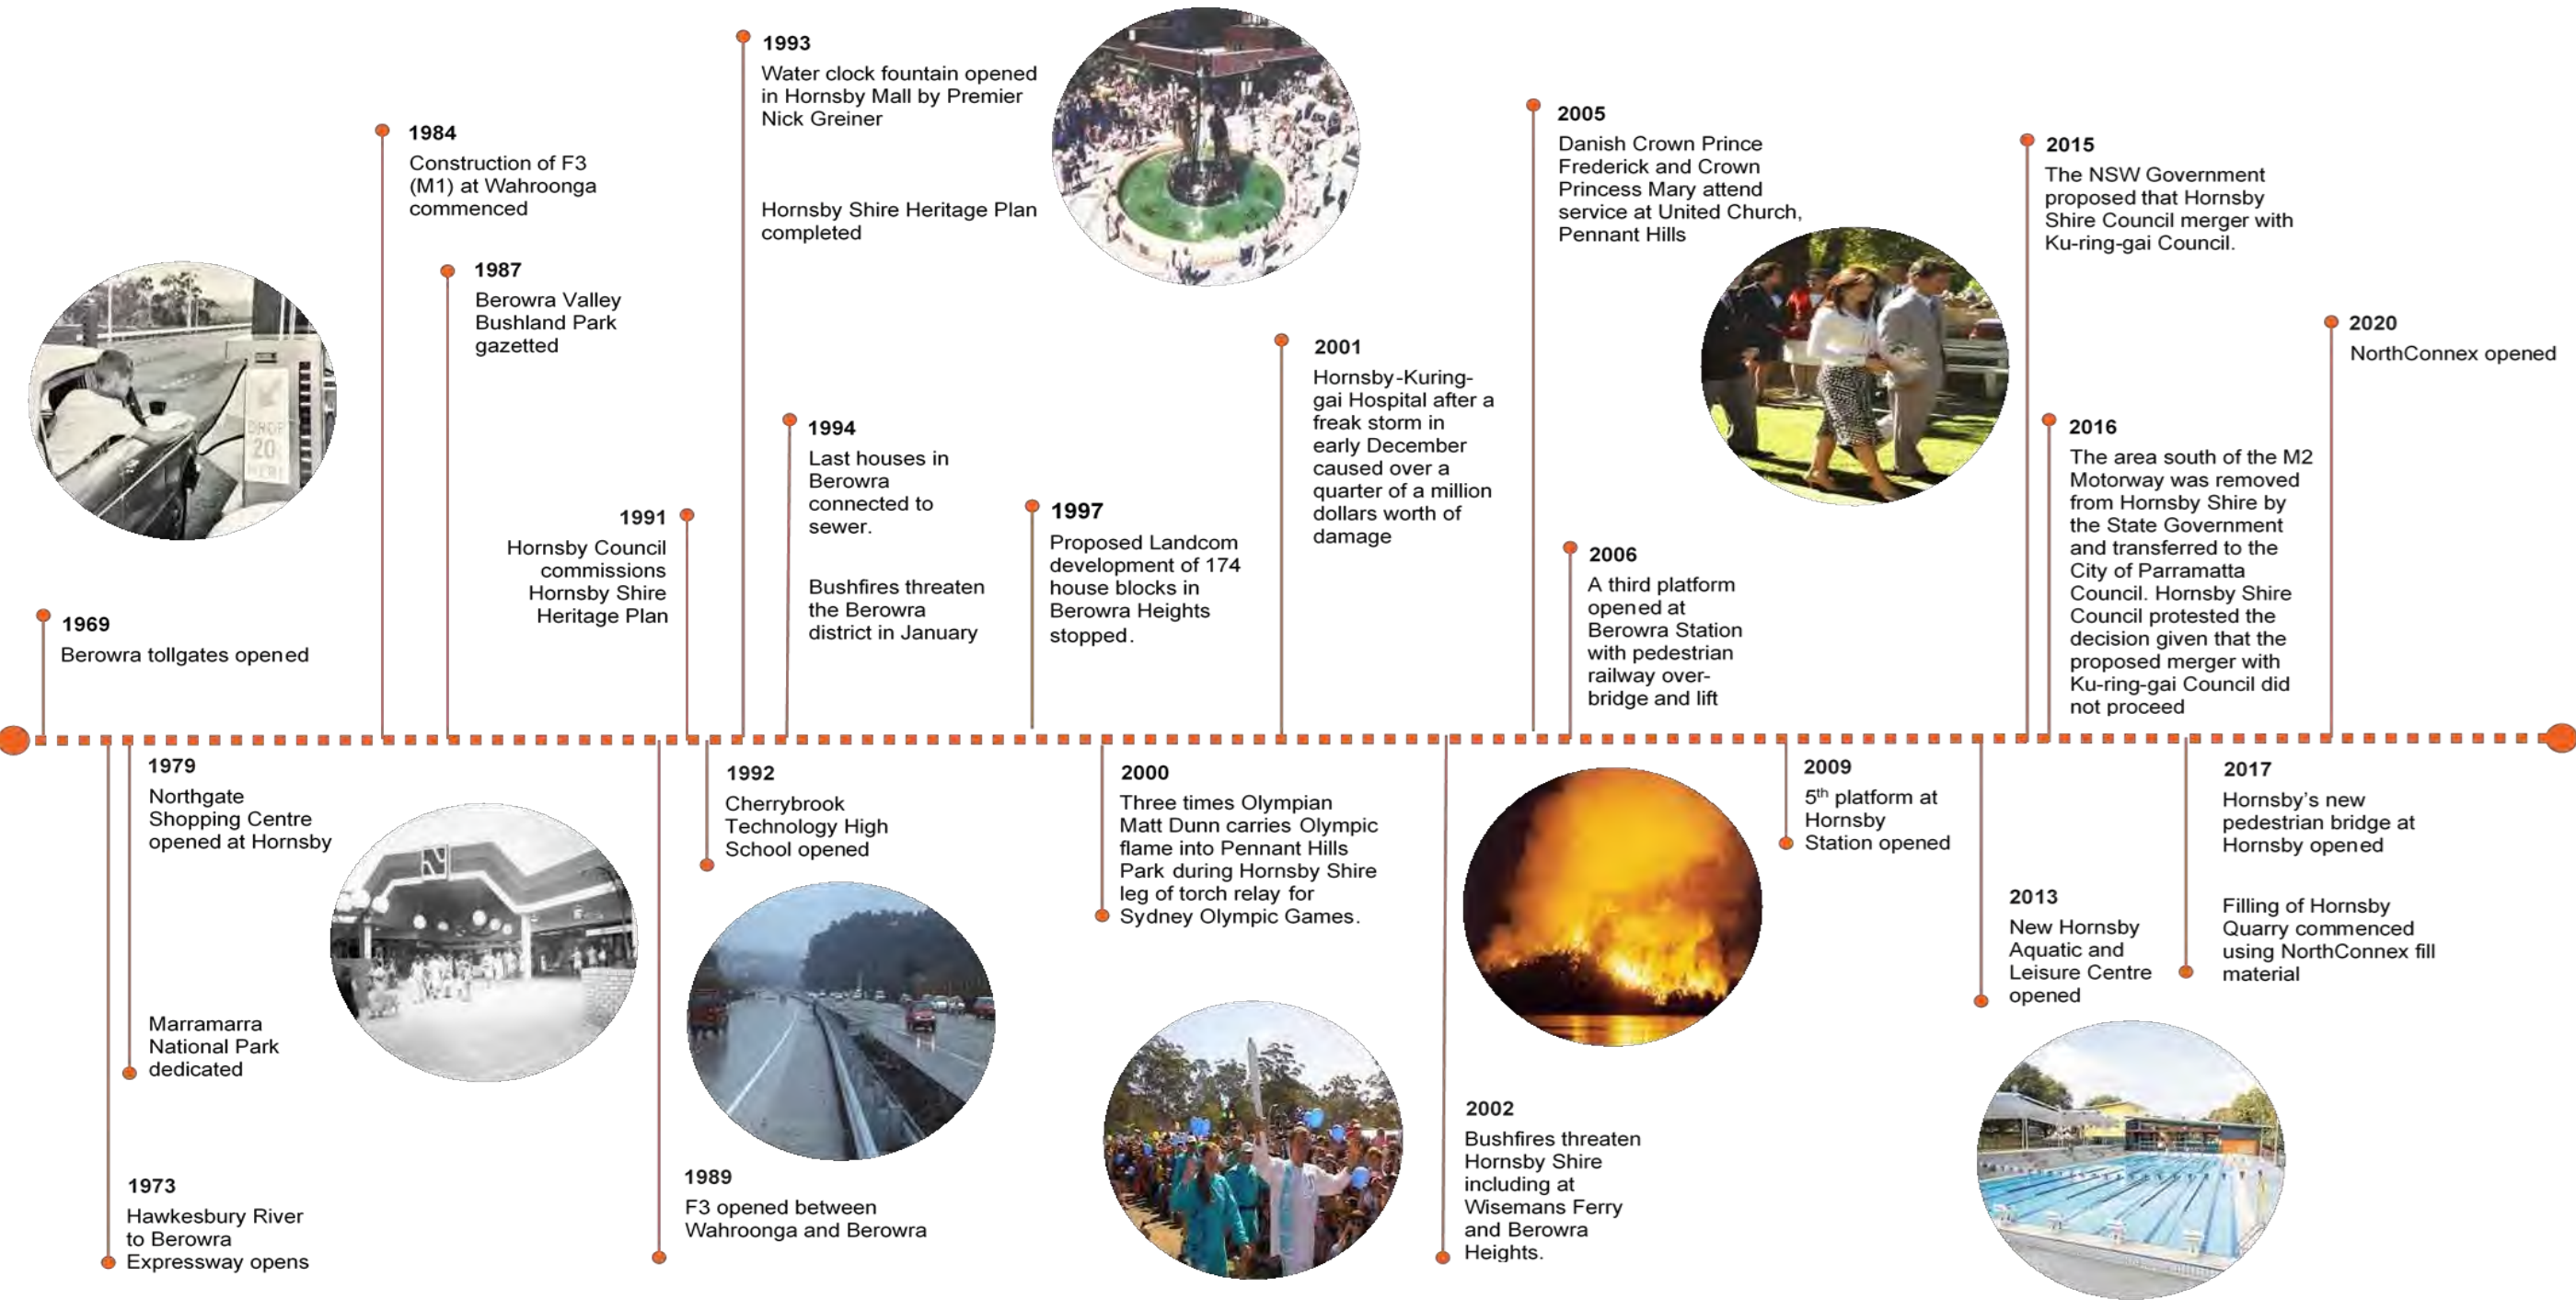 1993
Water clock fountain opened
in Hornsby Mall by Premier
Nick Greiner
Hornsby Shire Heritage Plan
completed
1984
Construction of F3
(M1) at Wahroonga
commenced
1987
Berowra Valley
Bushland Park
gazetted
DROP
20
HERE
1969
Berowra tollgates opened
1991
Hornsby Council
commissions
Hornsby Shire
Heritage Plan
1994
Last houses in
Berowra
connected to
sewer.
Bushfires threaten
the Berowra
district in January
1997
Proposed Landcom
development of 174
house blocks in
Berowra Heights
stopped.
2001
Hornsby-Kuring-
gai Hospital after a
freak storm in
early December
caused over a
quarter of a million
dollars worth of
damage
2005
Danish Crown Prince
Frederick and Crown
Princess Mary attend
service at United Church,
Pennant Hills
2006
A third platform
opened at
Berowra Station
with pedestrian
railway over-
bridge and lift
2015
The NSW Government
proposed that Hornsby
Shire Council merger with
Ku-ring-gai Council.
2016
The area south of the M2
Motorway was removed
from Hornsby Shire by
the State Government
and transferred to the
City of Parramatta
Council. Hornsby Shire
Council protested the
decision given that the
proposed merger with
Ku-ring-gai Council did
not proceed
2020
NorthConnex opened
1979
Northgate
Shopping Centre
opened at Hornsby
Marramarra
National Park
dedicated
1973
Hawkesbury River
to Berowra
Expressway opens
1992
Cherrybrook
Technology High
School opened
1989
F3 opened between
Wahroonga and Berowra
2000
Three times Olympian
Matt Dunn carries Olympic
flame into Pennant Hills
Park during Hornsby Shire
leg of torch relay for
Sydney Olympic Games.
2002
Bushfires threaten
Hornsby Shire
including at
Wisemans Ferry
and Berowra
Heights.
2009
5th platform at
Hornsby
Station opened
2013
New Hornsby
Aquatic and
Leisure Centre
opened
2017
Hornsby's new
pedestrian bridge at
Hornsby opened
Filling of Hornsby
Quarry commenced
using NorthConnex fill
material